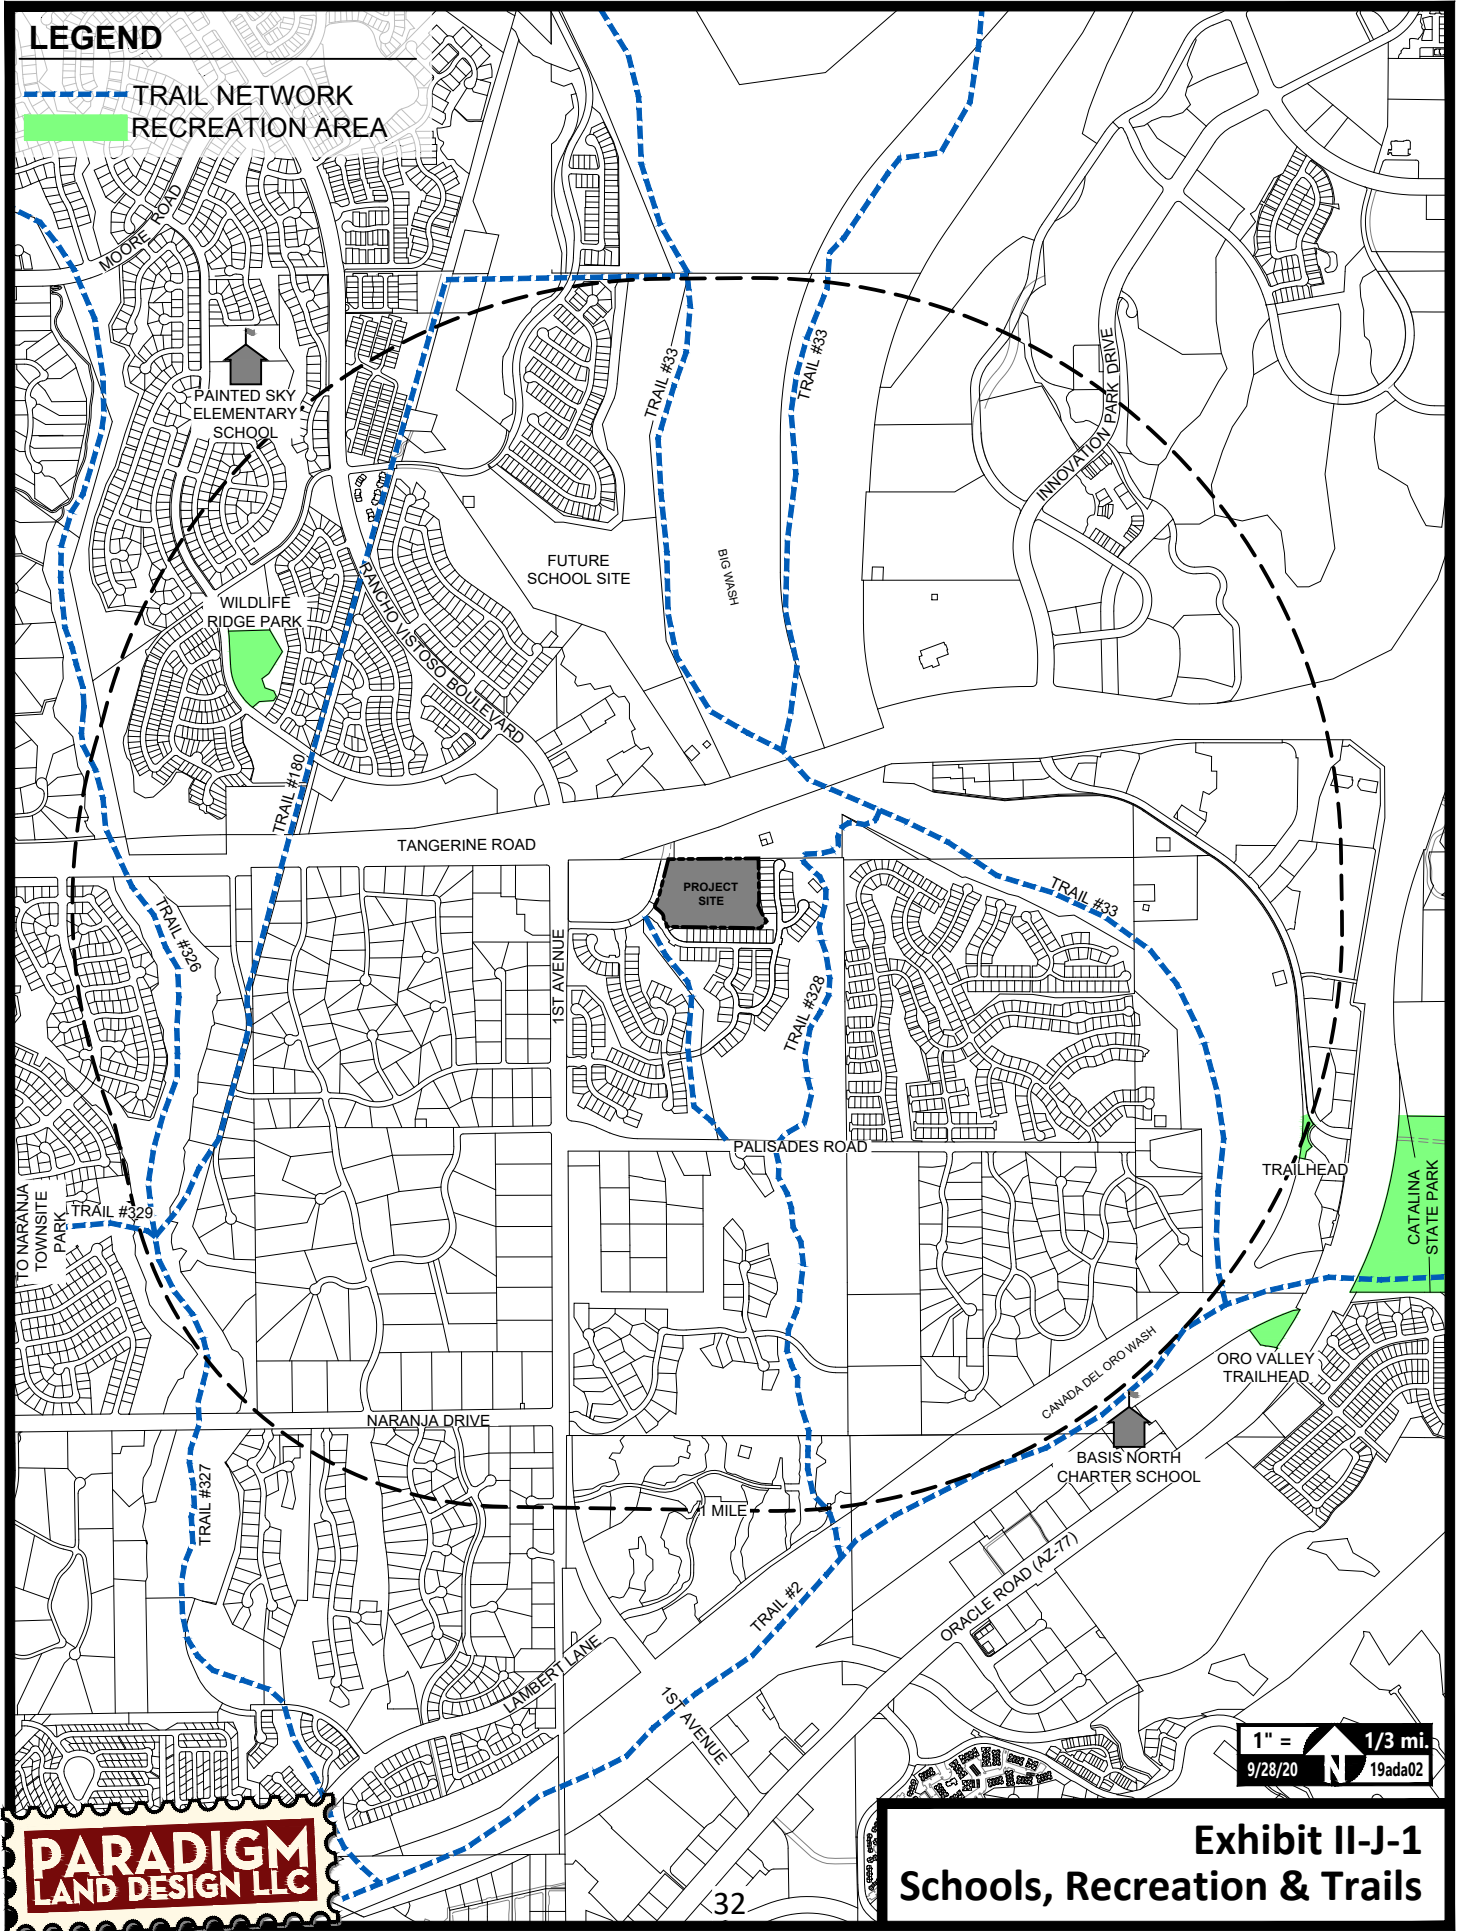 LEGEND
TRAIL NETWORK
RECREATION AREA
MOORE ROAD
PAINTED SKY
ELEMENTARY
SCHOOL
TRAIL #33
TRAIL #33
INNOVATION PARK DRIVE
FUTURE
SCHOOL SITE
BIG WASH
WILDLIFE
RIDGE PARK
RANCHO VISTOSO BOULEVARD
TRAIL #180
TANGERINE ROAD
PROJECT
SITE
TRAIL #33
TRAIL #326
1ST AVENUE
TRAIL #328
PALISADES ROAD
TRAILHEAD
CATALINA
STATE PARK
TO NARANJA
TOWNSITE
PARK
TRAIL #329
CANADA DEL ORO WASH
ORO VALLEY
TRAILHEAD
NARANJA DRIVE
BASIS NORTH
CHARTER SCHOOL
TRAIL #327
1 MILE
ORACLE ROAD (AZ-77)
TRAIL #2
LAMBERT LANE
1ST AVENUE
1" = 1/3 mi.
9/28/20 N 19ada02
PARADIGM
LAND DESIGN LLC
Exhibit II-J-1
Schools, Recreation & Trails
32